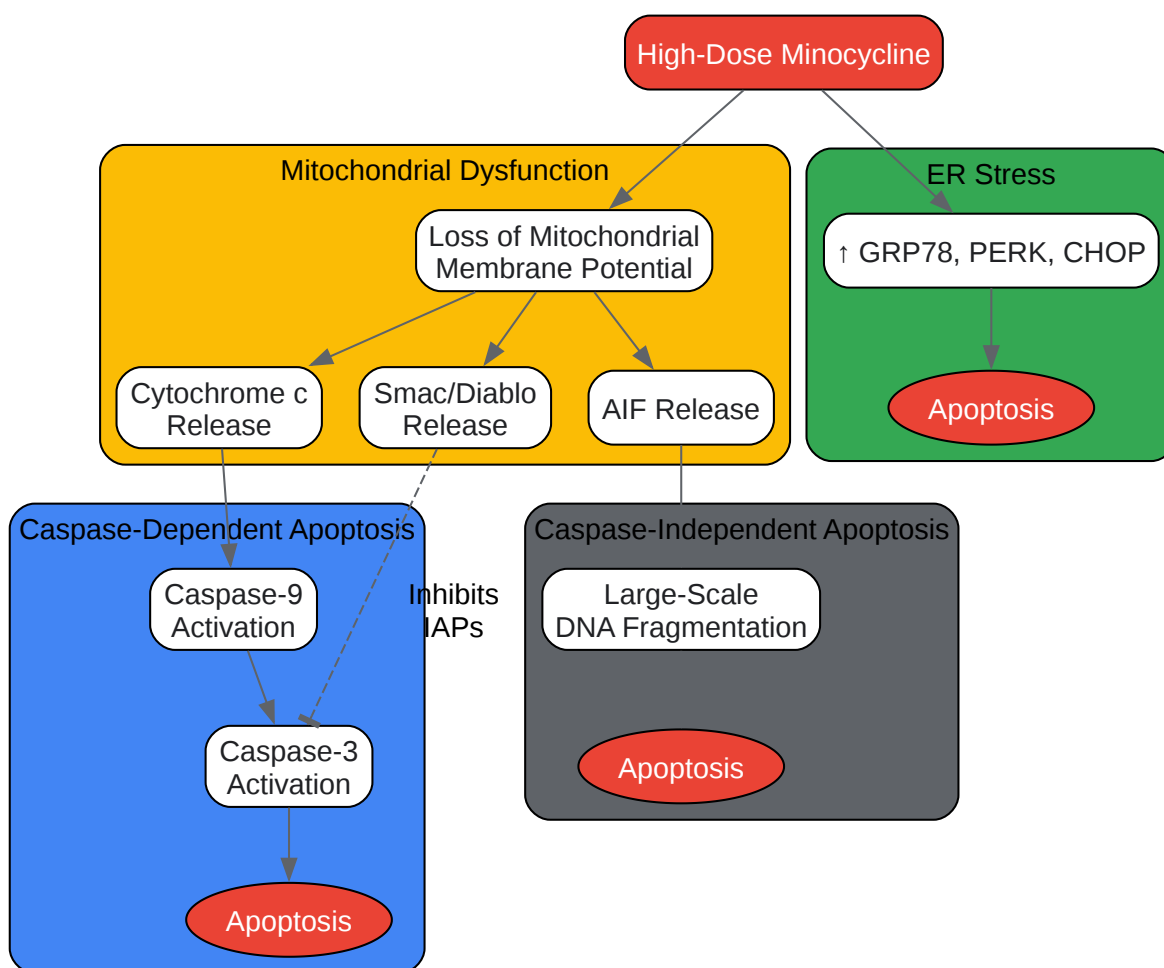 High-Dose Minocycline
Mitochondrial Dysfunction
ER Stress
Loss of Mitochondrial
Membrane Potential
↑ GRP78, PERK, CHOP
Cytochrome c
Release
Smac/Diablo
Release
AIF Release
Apoptosis
Caspase-Dependent Apoptosis
Caspase-Independent Apoptosis
Caspase-9
Activation
Inhibits
IAPs
Large-Scale
DNA Fragmentation
Caspase-3
Activation
Apoptosis
Apoptosis